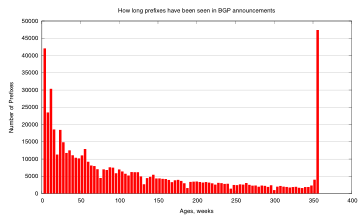 How long prefixes have been seen in BGP announcements
50000
45000
40000
35000
30000
25000
20000
15000
10000
5000
0
Number of Prefixes
0 50 100 150 200 250 300 350 400
Ages, weeks